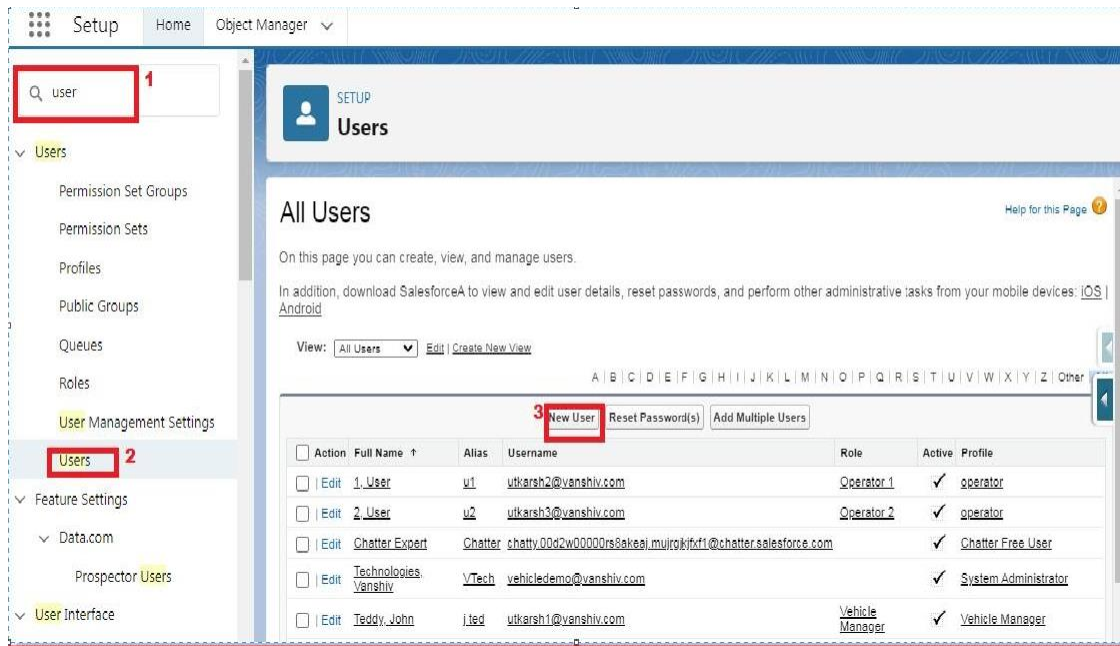 Setup Home Object Manager
user 1
Users
Permission Set Groups
Permission Sets
Profiles
Public Groups
Queues
Roles
User Management Settings
Users 2
Feature Settings
Data.com
Prospector Users
User Interface
SETUP
Users
All Users
Help for this Page ?
On this page you can create, view, and manage users.
In addition, download SalesforceA to view and edit user details, reset passwords, and perform other administrative tasks from your mobile devices: iOS |
Android
View: All Users Edit | Create New View
A | B | C | D | E | F | G | H | I | J | K | L | M | N | O | P | Q | R | S | T | U | V | W | X | Y | Z | Other
3 New User Reset Password(s) Add Multiple Users
Action Full Name ↑ Alias Username Role Active Profile
| Edit 1, User u1 utkarsh2@vanshiv.com Operator 1 ✓ operator
| Edit 2, User u2 utkarsh3@vanshiv.com Operator 2 ✓ operator
| Edit Chatter Expert Chatter ✓ Chatter Free User
| Edit Technologies, Vanshiv VTech vehicledemo@vanshiv.com ✓ System Administrator
| Edit Teddy, John j ted utkarsh1@vanshiv.com Vehicle Manager ✓ Vehicle Manager